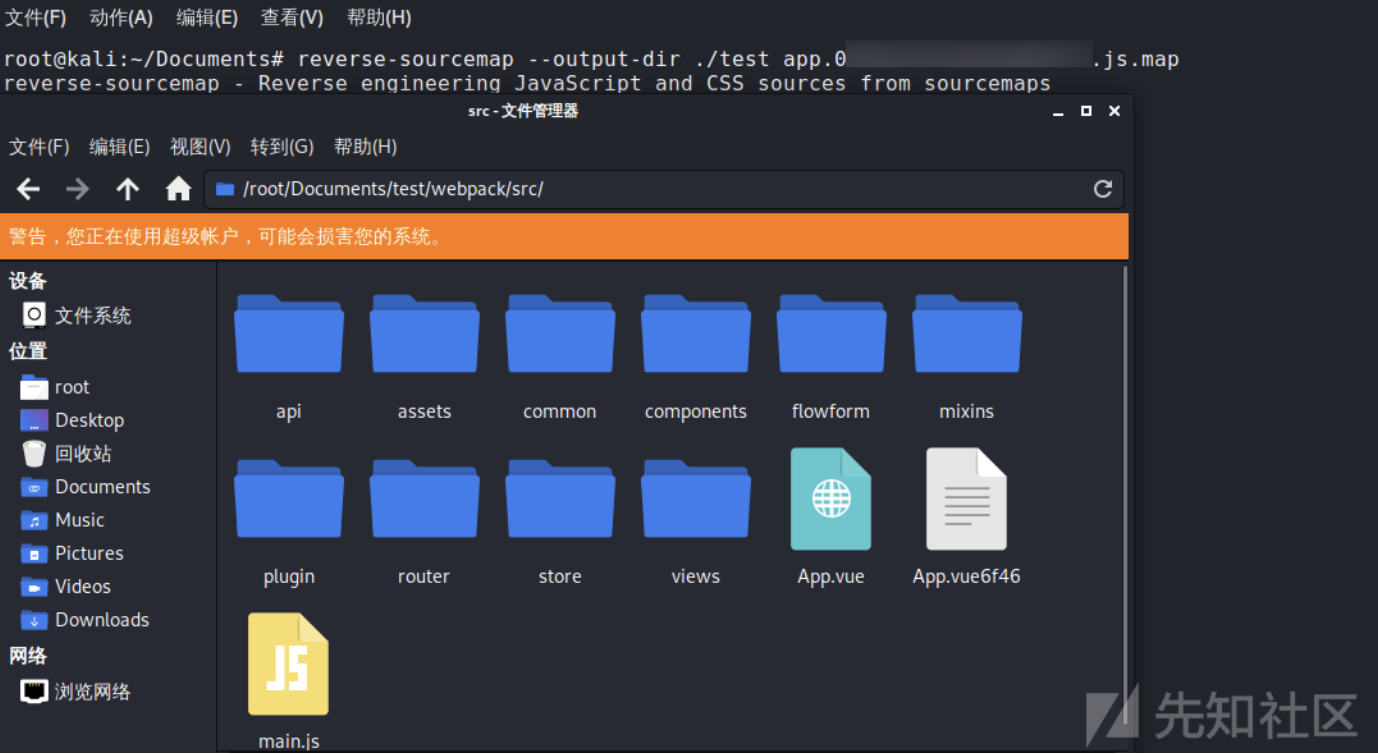 文件(F) 动作(A) 编辑(E) 查看(V) 帮助(H)
root@kali:~/Documents# reverse-sourcemap --output-dir ./test app.0 .js.map
reverse-sourcemap - Reverse engineering JavaScript and CSS sources from sourcemaps
src - 文件管理器
文件(F) 编辑(E) 视图(V) 转到(G) 帮助(H)
/root/Documents/test/webpack/src/
警告，您正在使用超级帐户，可能会损害您的系统。
设备
文件系统
位置
root
Desktop
回收站
Documents
Music
Pictures
Videos
Downloads
网络
浏览网络
api assets common components flowform mixins
plugin router store views App.vue App.vue6f46
JS
main.js
先知社区